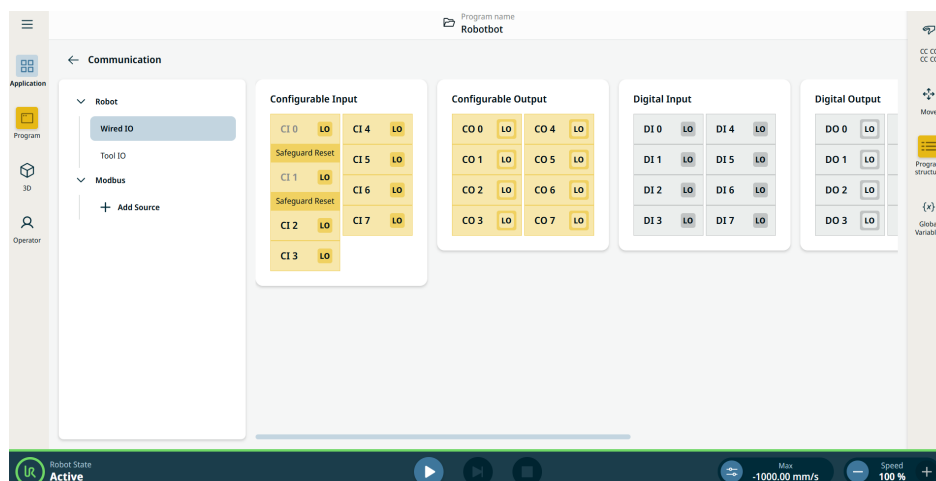 Program name
Robotbot
Application
Program
3D
Operator
Communication
Robot
Wired IO
Tool IO
Modbus
Add Source
Configurable Input
CI 0 LO CI 4 LO
Safeguard Reset
CI 5 LO
CI 1 LO
CI 6 LO
Safeguard Reset
CI 7 LO
CI 2 LO
CI 3 LO
Configurable Output
CO 0 LO CO 4 LO
CO 1 LO CO 5 LO
CO 2 LO CO 6 LO
CO 3 LO CO 7 LO
Digital Input
DI 0 LO DI 4 LO
DI 1 LO DI 5 LO
DI 2 LO DI 6 LO
DI 3 LO DI 7 LO
Digital Output
DO 0 LO
DO 1 LO
DO 2 LO
DO 3 LO
Move
{x}
Robot State
Active
Max
-1000.00 mm/s
Speed
100 %